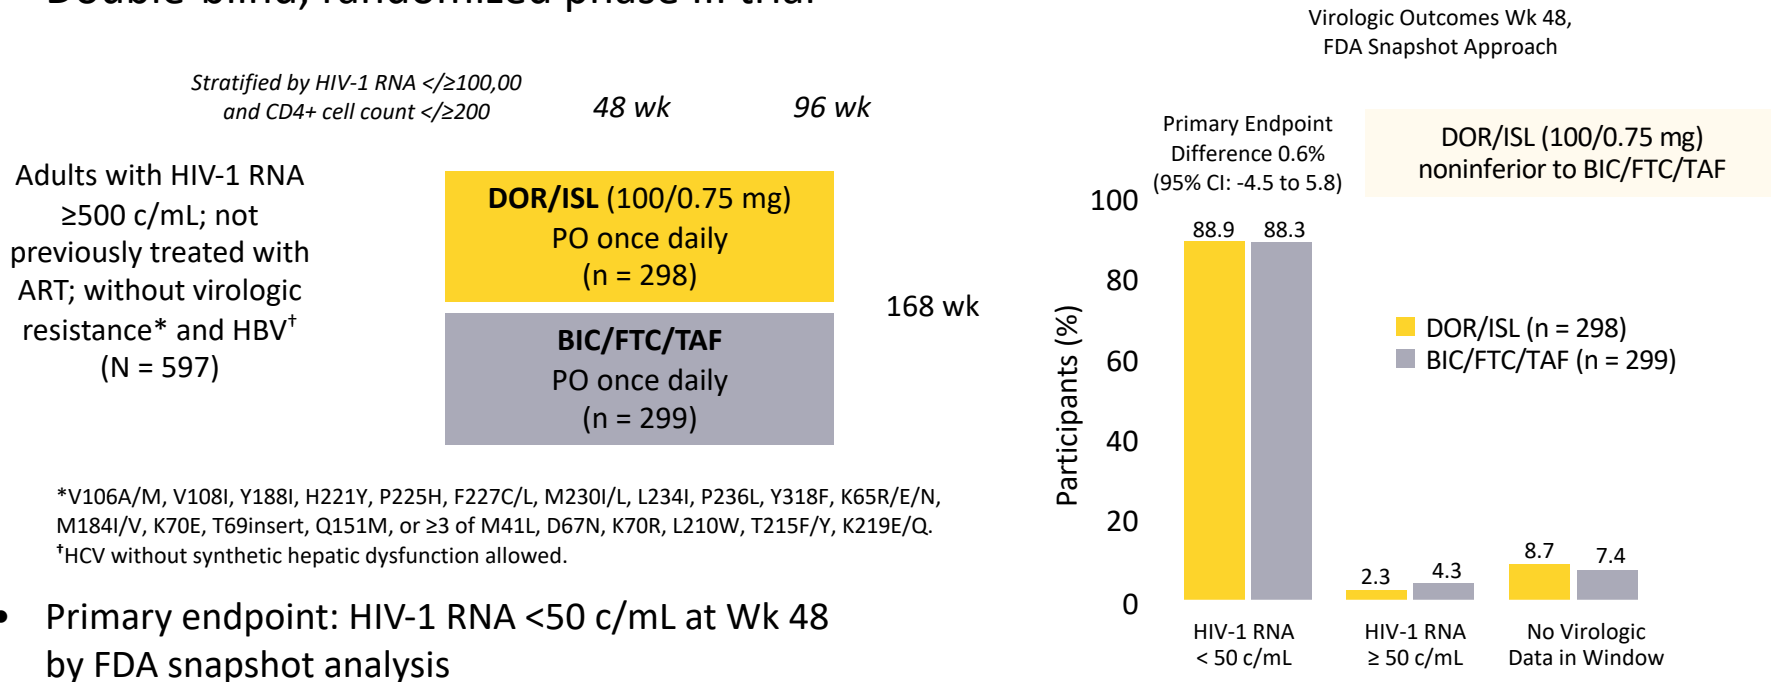 Double-blind, randomized phase III trial
Stratified by HIV-1 RNA </≥100,00
and CD4+ cell count </≥200
48 wk
96 wk
Adults with HIV-1 RNA
≥500 c/mL; not
previously treated with
ART; without virologic
resistance* and HBV†
(N = 597)
DOR/ISL (100/0.75 mg)
PO once daily
(n = 298)
BIC/FTC/TAF
PO once daily
(n = 299)
168 wk
*V106A/M, V108I, Y188I, H221Y, P225H, F227C/L, M230I/L, L234I, P236L, Y318F, K65R/E/N,
M184I/V, K70E, T69insert, Q151M, or ≥3 of M41L, D67N, K70R, L210W, T215F/Y, K219E/Q.
†HCV without synthetic hepatic dysfunction allowed.
• Primary endpoint: HIV-1 RNA <50 c/mL at Wk 48
by FDA snapshot analysis
Virologic Outcomes Wk 48,
FDA Snapshot Approach
Primary Endpoint
Difference 0.6%
(95% CI: -4.5 to 5.8)
DOR/ISL (100/0.75 mg)
noninferior to BIC/FTC/TAF
Participants (%)
100
80
60
40
20
0
88.9
88.3
2.3
4.3
8.7
7.4
DOR/ISL (n = 298)
BIC/FTC/TAF (n = 299)
HIV-1 RNA
< 50 c/mL
HIV-1 RNA
≥ 50 c/mL
No Virologic
Data in Window